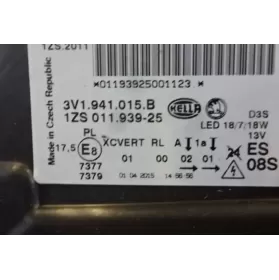 1ZS.2011
*01193925001123*
Made in Czech Republic
3V1.941.015.B
1ZS 011.939-25
HELLA
D3S
LED 18/7/18W
13V
PL
17,5 E8
XCVERT RL A 1a
01 00 02 01
24 ES
08S
7377
7379
01.04.2015 14:56:56